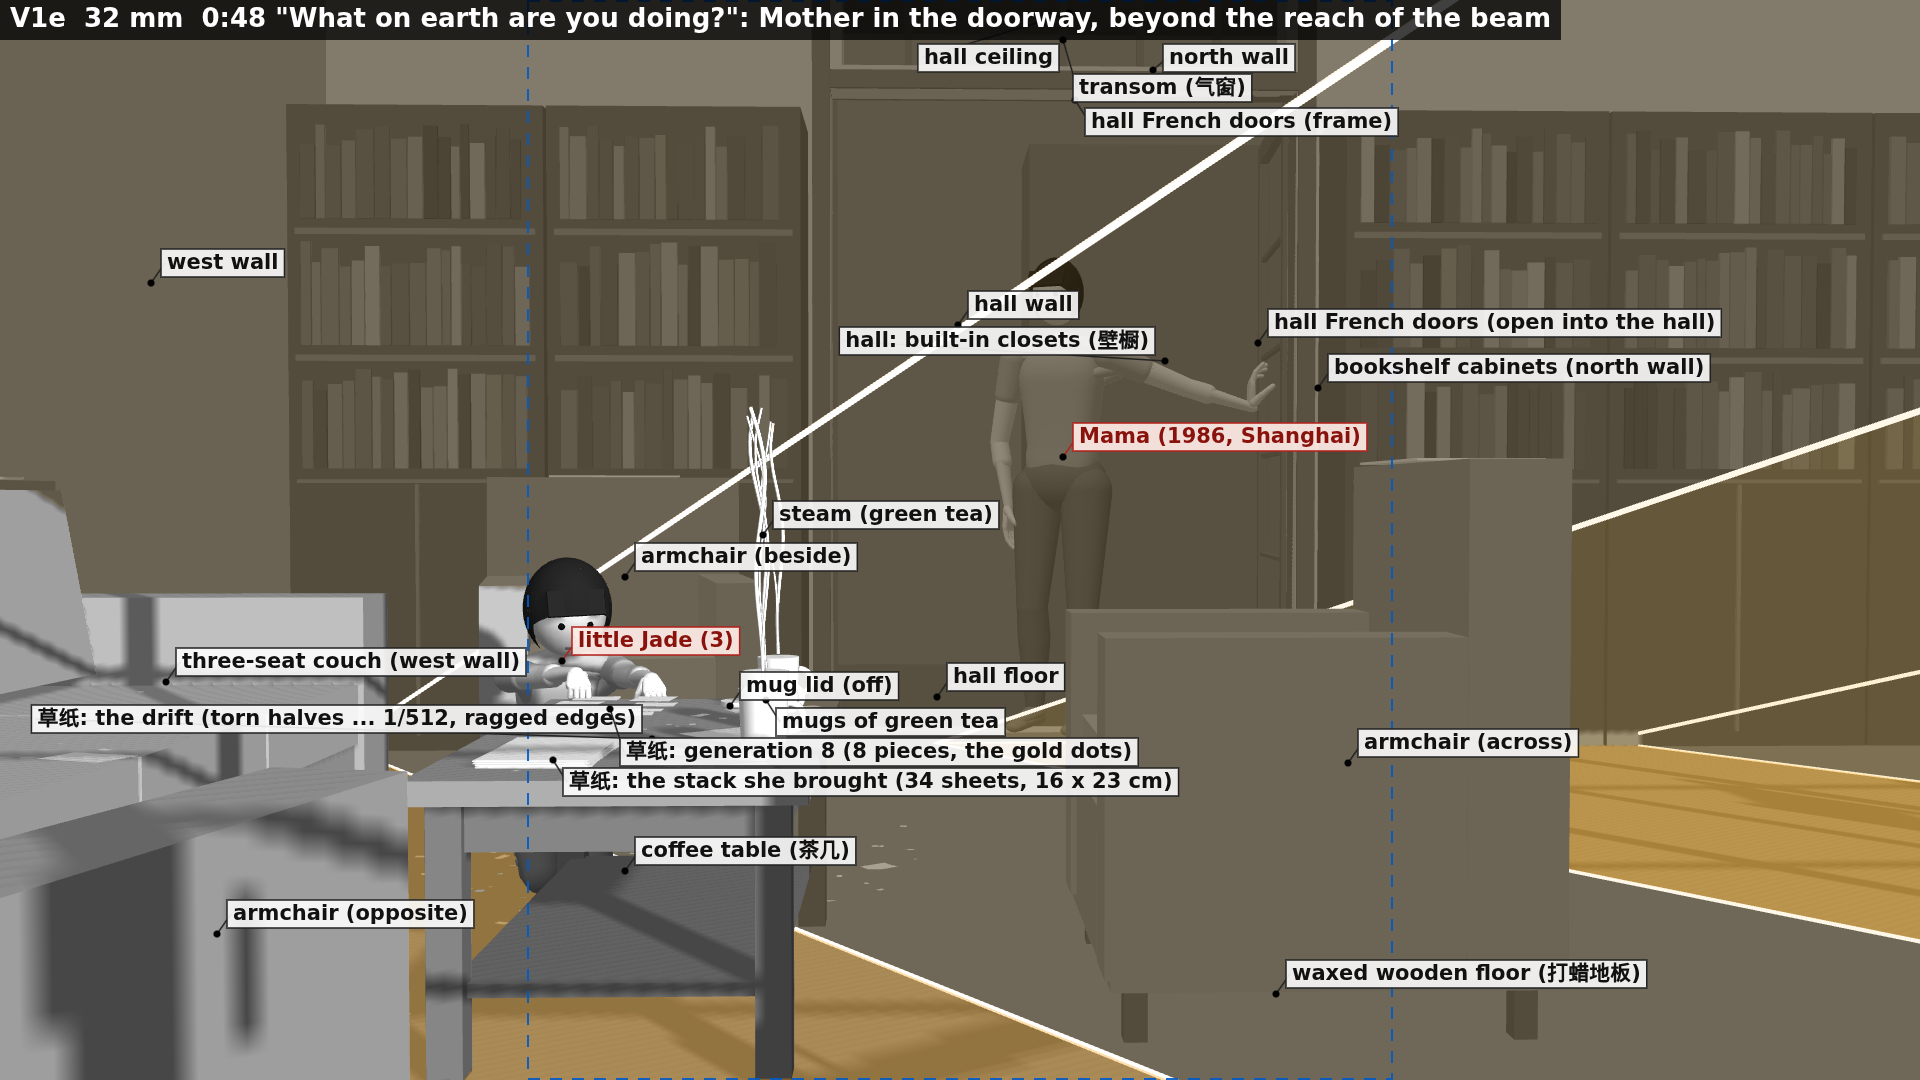 V1e 32 mm 0:48 "What on earth are you doing?": Mother in the doorway, beyond the reach of the beam
hall ceiling
north wall
transom (气窗)
hall French doors (frame)
west wall
hall wall
hall: built-in closets (壁橱)
hall French doors (open into the hall)
bookshelf cabinets (north wall)
Mama (1986, Shanghai)
steam (green tea)
armchair (beside)
little Jade (3)
three-seat couch (west wall)
mug lid (off)
hall floor
草纸: the drift (torn halves ... 1/512, ragged edges)
mugs of green tea
草纸: generation 8 (8 pieces, the gold dots)
armchair (across)
草纸: the stack she brought (34 sheets, 16 x 23 cm)
coffee table (茶几)
armchair (opposite)
waxed wooden floor (打蜡地板)